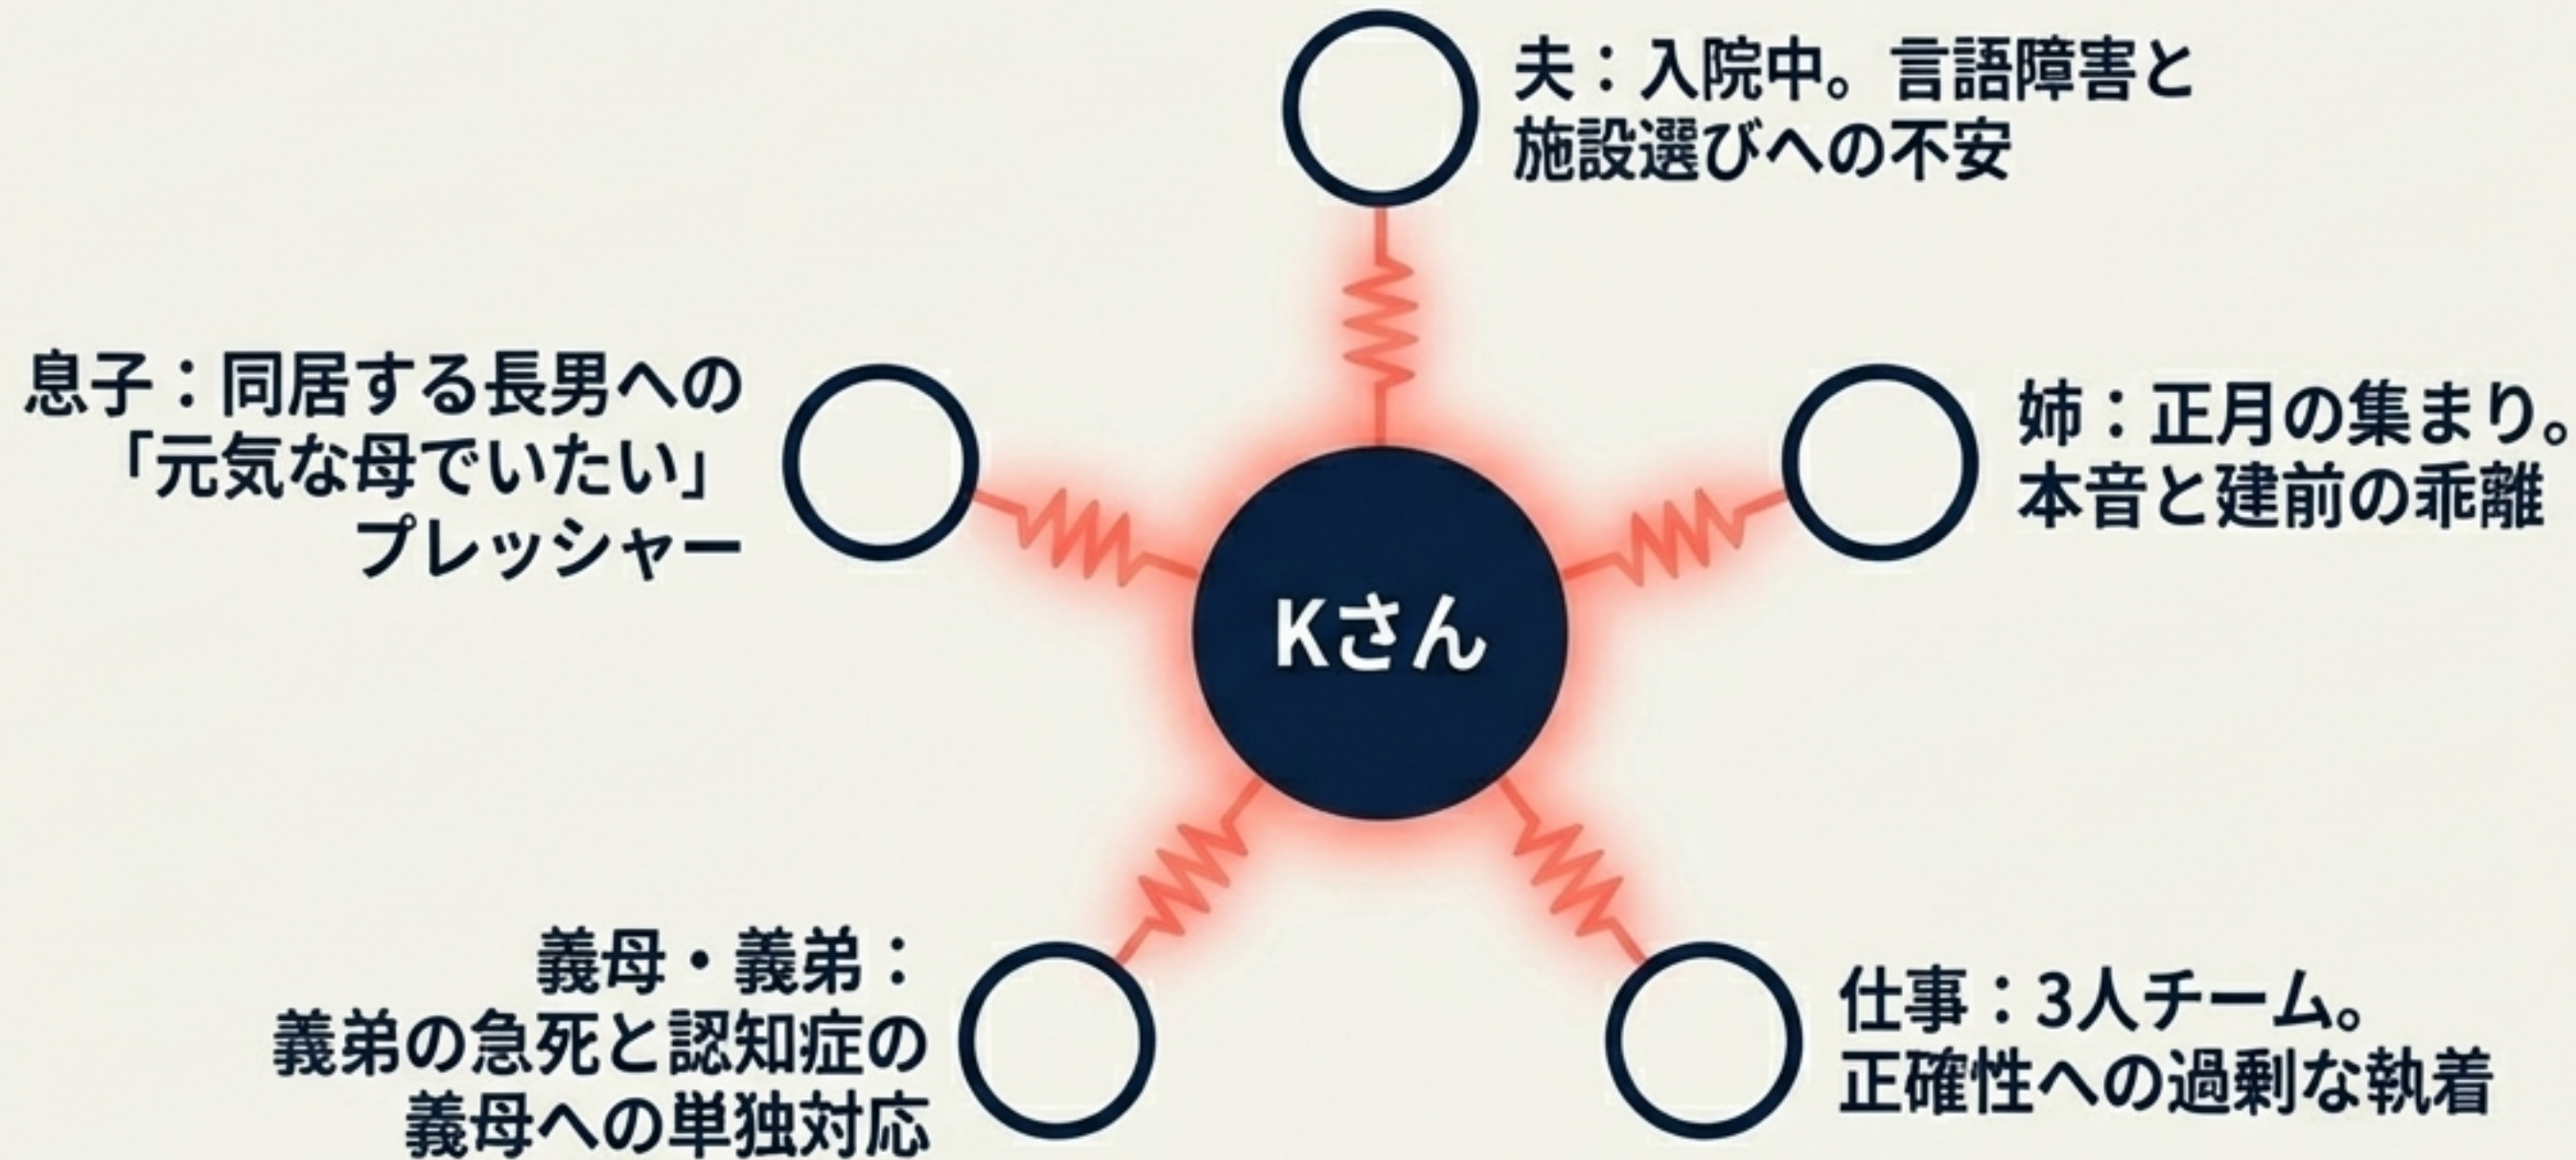 夫：入院中。言語障害と
施設選びへの不安
息子：同居する長男への
「元気な母でいたい」
プレッシャー
姉：正月の集まり。
本音と建前の乖離
Kさん
義母・義弟：
義弟の急死と認知症の
義母への単独対応
仕事：3人チーム。
正確性への過剰な執着